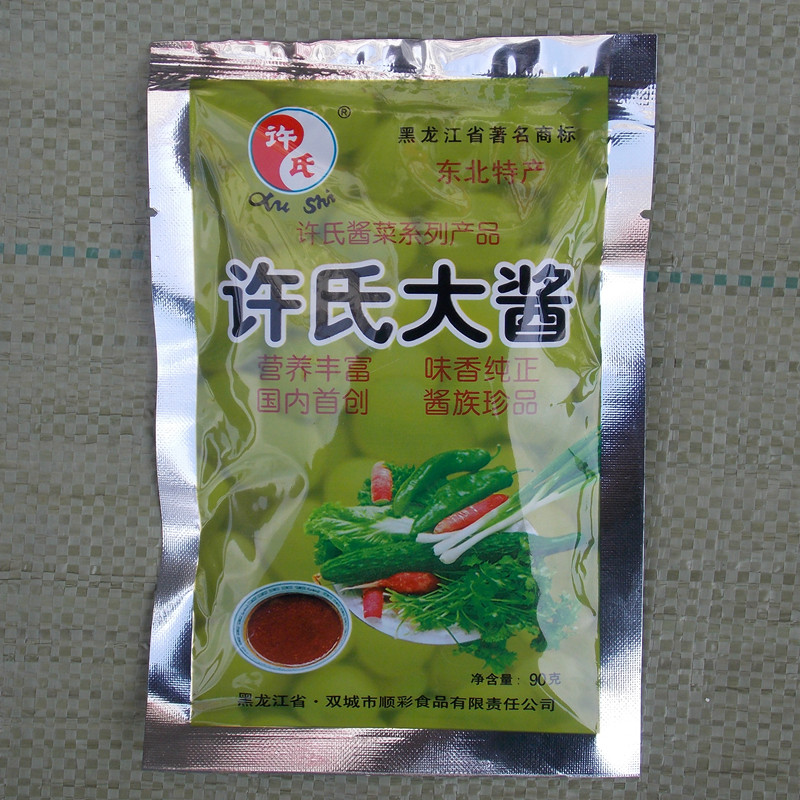 许氏
®
Xu Shi
黑龙江省著名商标
东北特产
许氏酱菜系列产品
许氏大酱
营养丰富 味香纯正
国内首创 酱族珍品
净含量：90克
黑龙江省·双城市顺彩食品有限责任公司